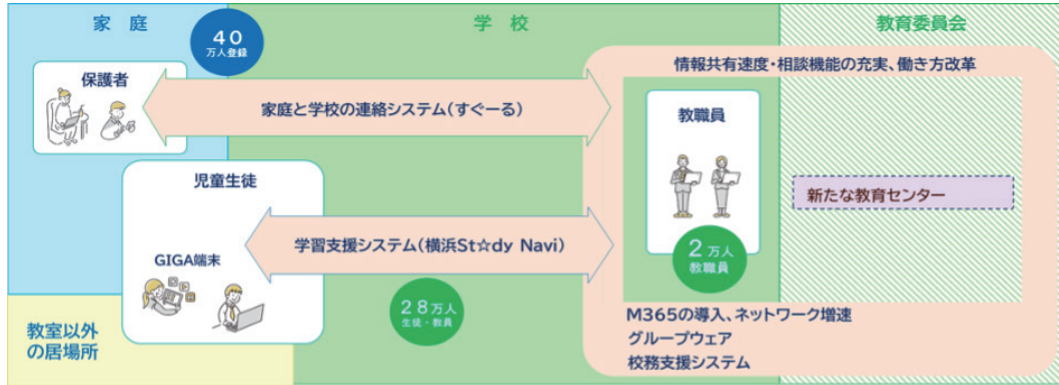 家庭
学校
教育委員会
40
万人登録
保護者
情報共有速度・相談機能の充実、働き方改革
家庭と学校の連絡システム(すぐーる)
教職員
児童生徒
新たな教育センター
学習支援システム(横浜St☆dy Navi)
GIGA端末
2万人
教職員
28万人
生徒・教員
教室以外
の居場所
M365の導入、ネットワーク増速
グループウェア
校務支援システム